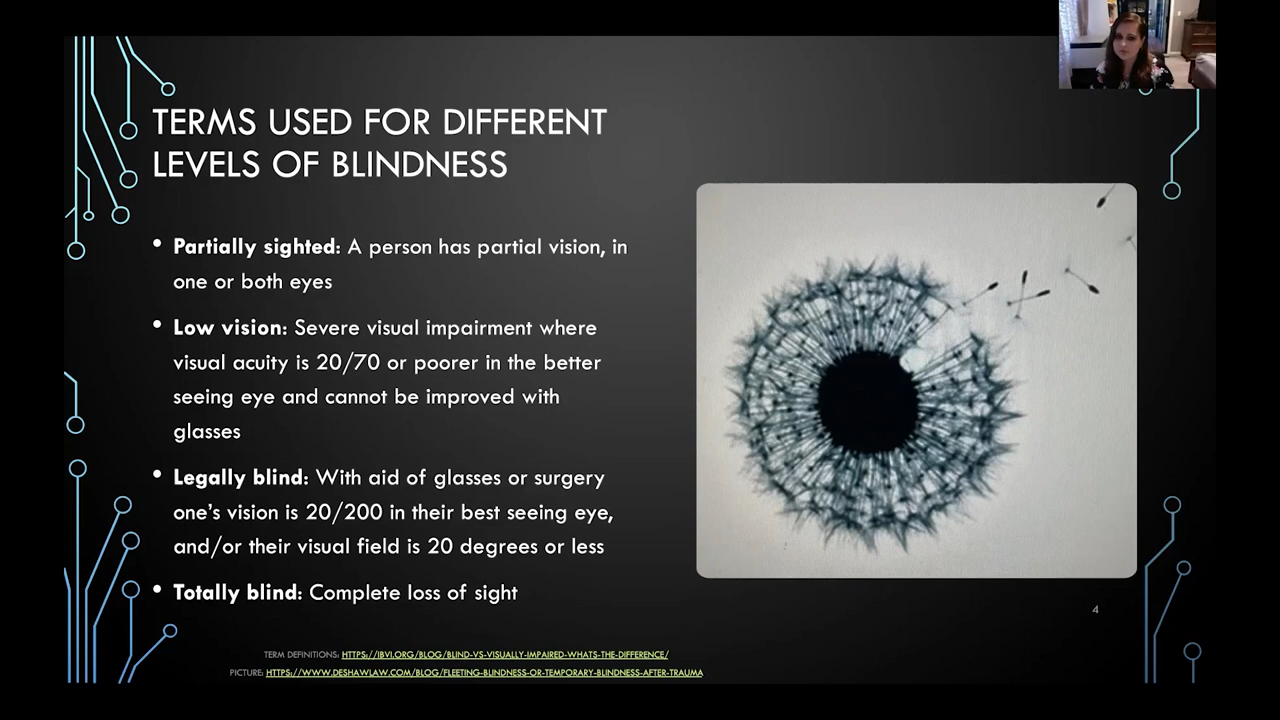 TERMS USED FOR DIFFERENT
LEVELS OF BLINDNESS
• Partially sighted: A person has partial vision, in
one or both eyes
• Low vision: Severe visual impairment where
visual acuity is 20/70 or poorer in the better
seeing eye and cannot be improved with
glasses
• Legally blind: With aid of glasses or surgery
one's vision is 20/200 in their best seeing eye,
and/or their visual field is 20 degrees or less
• Totally blind: Complete loss of sight
4
TERM DEFINITIONS: HTTPS://IBVI.ORG/BLOG/BLIND-VS-VISUALLY-IMPAIRED-WHATS-THE-DIFFERENCE/
PICTURE: HTTPS://WWW.DESHAWLAW.COM/BLOG/FLEETING-BLINDNESS-OR-TEMPORARY-BLINDNESS-AFTER-TRAUMA